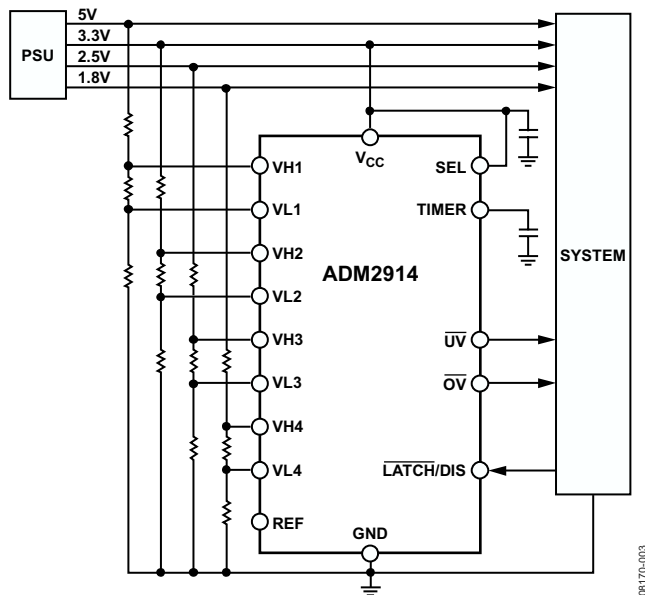 5V
3.3V
PSU
2.5V
1.8V
VCC
VH1
SEL
VL1
TIMER
VH2
ADM2914
SYSTEM
VL2
VH3
UV
VL3
OV
VH4
VL4
LATCH/DIS
REF
GND
08170-003